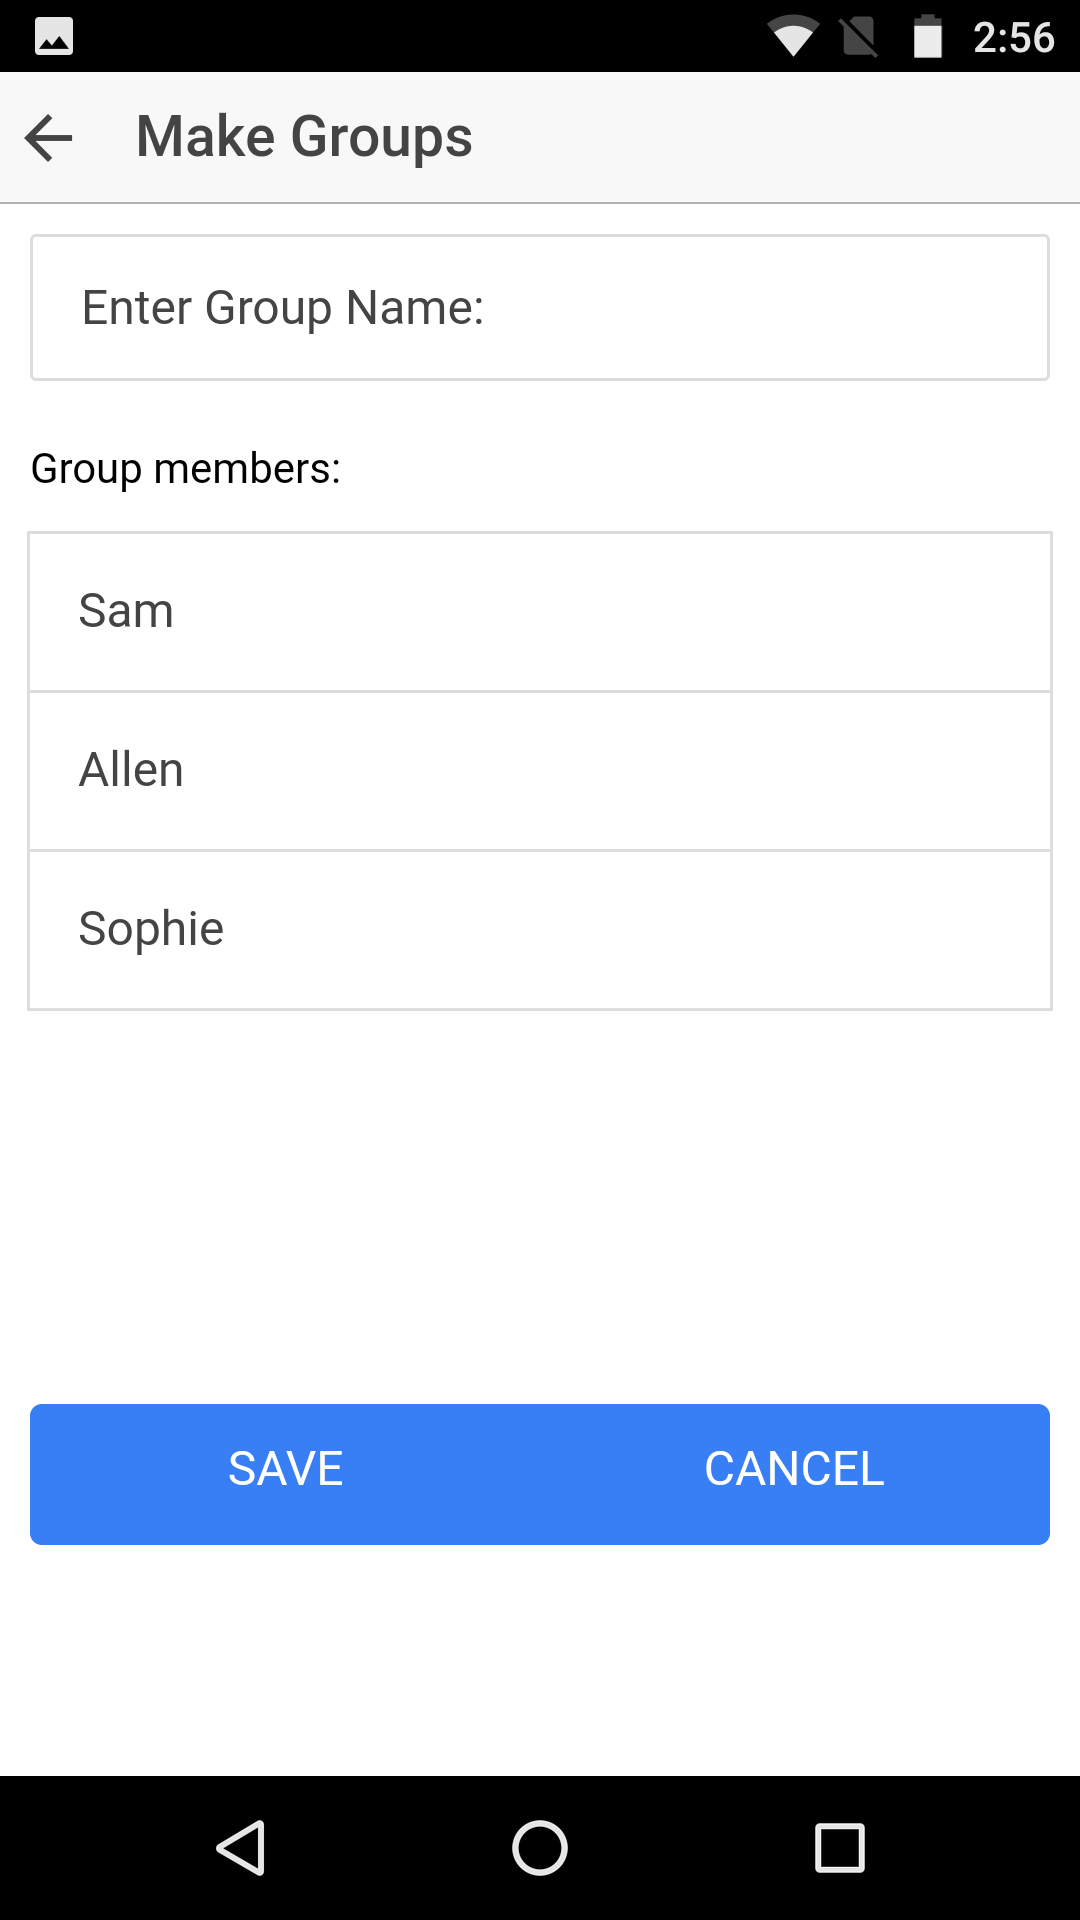 2:56
Make Groups
Enter Group Name:
Group members:
Sam
Allen
Sophie
SAVE CANCEL